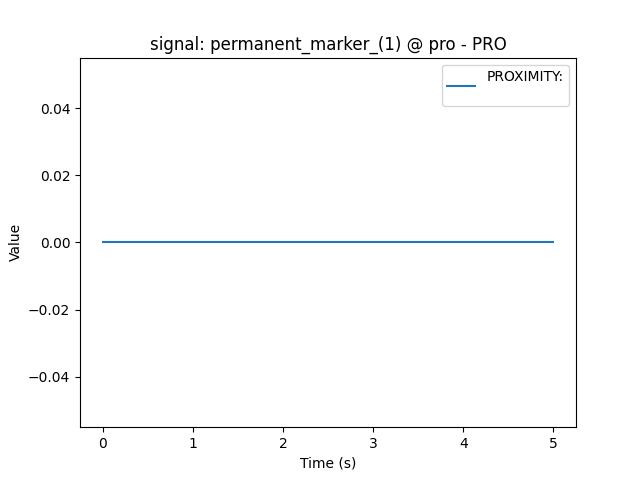 signal: permanent_marker_(1) @ pro - PRO
PROXIMITY:
0.04
0.02
0.00
−0.02
−0.04
Value
0 1 2 3 4 5
Time (s)